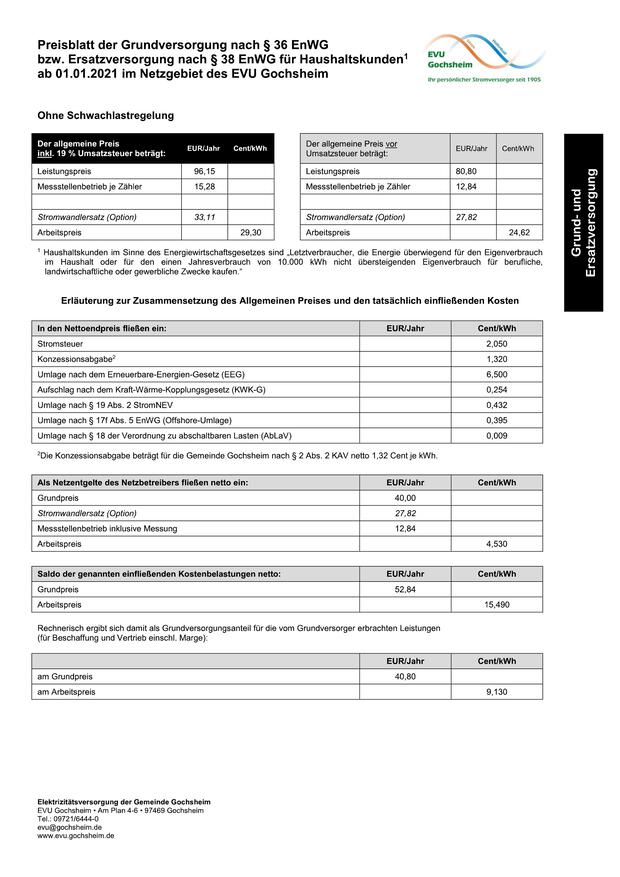 Preisblatt der Grundversorgung nach § 36 EnWG
bzw. Ersatzversorgung nach § 38 EnWG für Haushaltskunden¹
ab 01.01.2021 im Netzgebiet des EVU Gochsheim
EVU
Gochsheim
Ihr persönlicher Stromversorger seit 1905
Ohne Schwachlastregelung
Der allgemeine Preis
inkl. 19 % Umsatzsteuer beträgt: EUR/Jahr Cent/kWh
Leistungspreis 96,15
Messstellenbetrieb je Zähler 15,28
Stromwandlersatz (Option) 33,11
Arbeitspreis 29,30
Der allgemeine Preis vor
Umsatzsteuer beträgt: EUR/Jahr Cent/kWh
Leistungspreis 80,80
Messstellenbetrieb je Zähler 12,84
Stromwandlersatz (Option) 27,82
Arbeitspreis 24,62
Grund- und
Ersatzversorgung
¹ Haushaltskunden im Sinne des Energiewirtschaftsgesetzes sind „Letztverbraucher, die Energie überwiegend für den Eigenverbrauch
im Haushalt oder für den einen Jahresverbrauch von 10.000 kWh nicht übersteigenden Eigenverbrauch für berufliche,
landwirtschaftliche oder gewerbliche Zwecke kaufen.“
Erläuterung zur Zusammensetzung des Allgemeinen Preises und den tatsächlich einfließenden Kosten
In den Nettoendpreis fließen ein: EUR/Jahr Cent/kWh
Stromsteuer 2,050
Konzessionsabgabe² 1,320
Umlage nach dem Erneuerbare-Energien-Gesetz (EEG) 6,500
Aufschlag nach dem Kraft-Wärme-Kopplungsgesetz (KWK-G) 0,254
Umlage nach § 19 Abs. 2 StromNEV 0,432
Umlage nach § 17f Abs. 5 EnWG (Offshore-Umlage) 0,395
Umlage nach § 18 der Verordnung zu abschaltbaren Lasten (AbLaV) 0,009
²Die Konzessionsabgabe beträgt für die Gemeinde Gochsheim nach § 2 Abs. 2 KAV netto 1,32 Cent je kWh.
Als Netzentgelte des Netzbetreibers fließen netto ein: EUR/Jahr Cent/kWh
Grundpreis 40,00
Stromwandlersatz (Option) 27,82
Messstellenbetrieb inklusive Messung 12,84
Arbeitspreis 4,530
Saldo der genannten einfließenden Kostenbelastungen netto: EUR/Jahr Cent/kWh
Grundpreis 52,84
Arbeitspreis 15,490
Rechnerisch ergibt sich damit als Grundversorgungsanteil für die vom Grundversorger erbrachten Leistungen
(für Beschaffung und Vertrieb einschl. Marge):
EUR/Jahr Cent/kWh
am Grundpreis 40,80
am Arbeitspreis 9,130
Elektrizitätsversorgung der Gemeinde Gochsheim
EVU Gochsheim • Am Plan 4-6 • 97469 Gochsheim
Tel.: 09721/6444-0
evu@gochsheim.de
www.evu.gochsheim.de